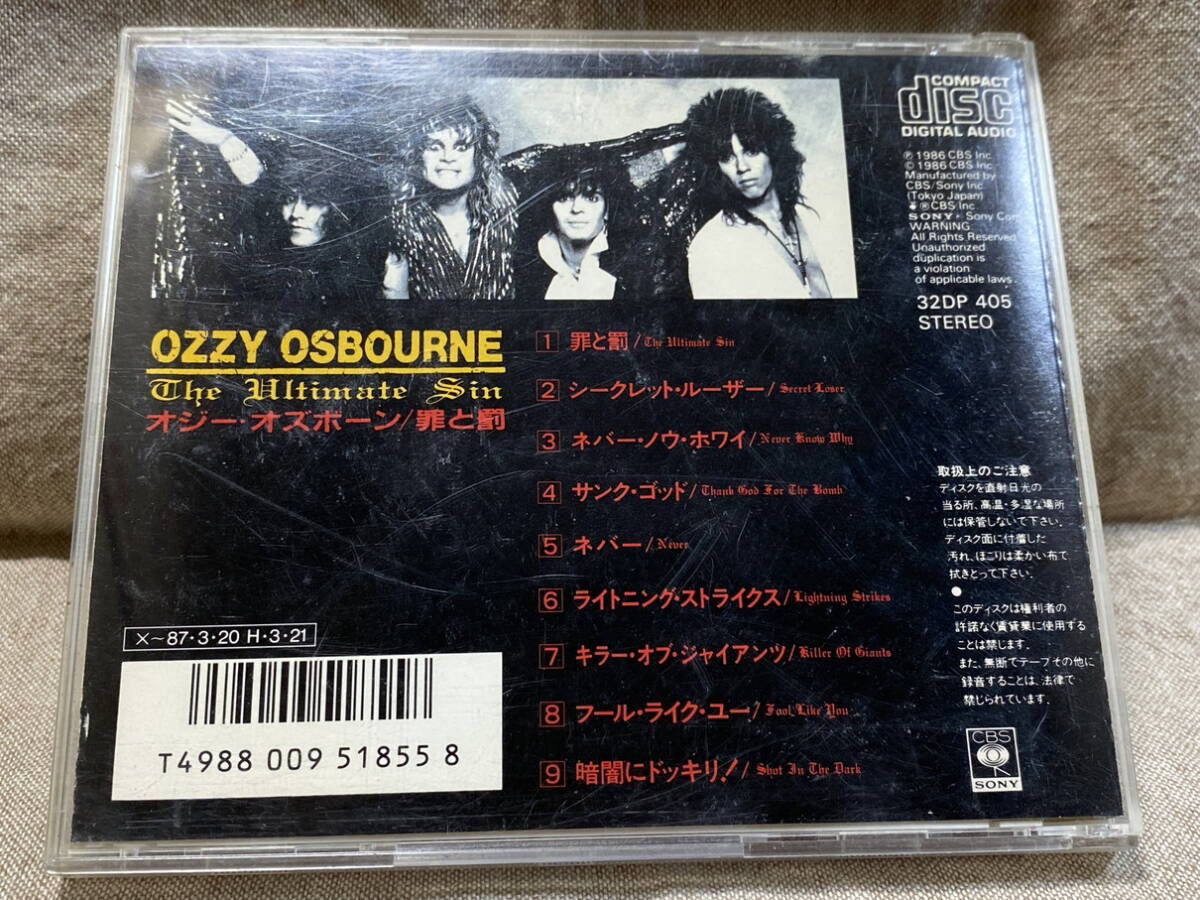 COMPACT
disc
DIGITAL AUDIO
℗ 1986 CBS Inc.
© 1986 CBS Inc.
Manufactured by
CBS/Sony Inc.
(Tokyo Japan)
® CBS Inc.
SONY
WARNING
All Rights Reserved
Unauthorized
duplication is
a violation
of applicable laws.
32DP 405
STEREO
OZZY OSBOURNE
The Ultimate Sin
オジー・オズボーン/罪と罰
1 罪と罰/The Ultimate Sin
2 シークレット・ルーザー/Secret Loser
3 ネバー・ノウ・ホワイ/Never Know Why
4 サンク・ゴッド/Thank God For The Bomb
5 ネバー/Never
6 ライトニング・ストライクス/Lightning Strikes
7 キラー・オブ・ジャイアンツ/Killer Of Giants
8 フール・ライク・ユー/Fool Like You
9 暗闇にドッキリ!/Shot In The Dark
取扱上のご注意
ディスクを直射日光の
当る所、高温・多湿な場所
には保管しないで下さい。
ディスク面に付着した
汚れ、ほこりは柔かい布で
拭きとって下さい。
●
このディスクは権利者の
許諾なく賃貸業に使用する
ことは禁じます。
また、無断でテープその他に
録音することは、法律で
禁じられています。
X〜87・3・20 H・3・21
T4988 009 51855 8
CBS
SONY